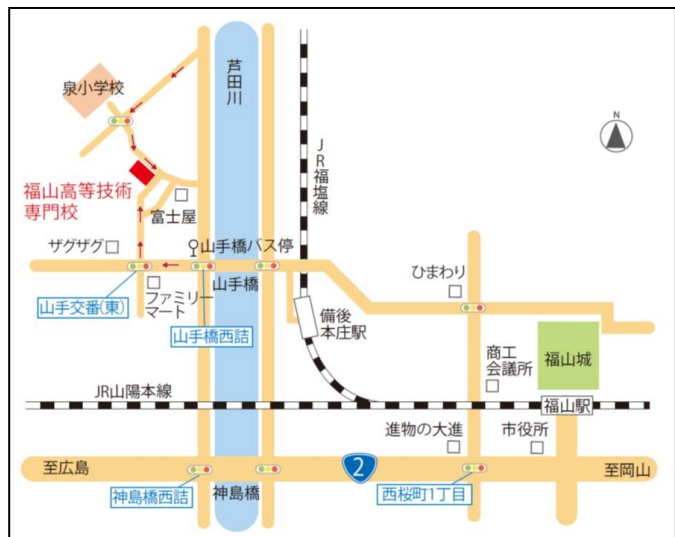 泉小学校
芦田川
JR福塩線
N
福山高等技術
専門校
富士屋
ザグザグ
山手橋バス停
山手橋
ひまわり
山手交番(東)
ファミリー
マート
山手橋西詰
備後
本庄駅
商工
会議所
福山城
JR山陽本線
福山駅
進物の大進
市役所
至広島
2
至岡山
神島橋西詰
神島橋
西桜町1丁目